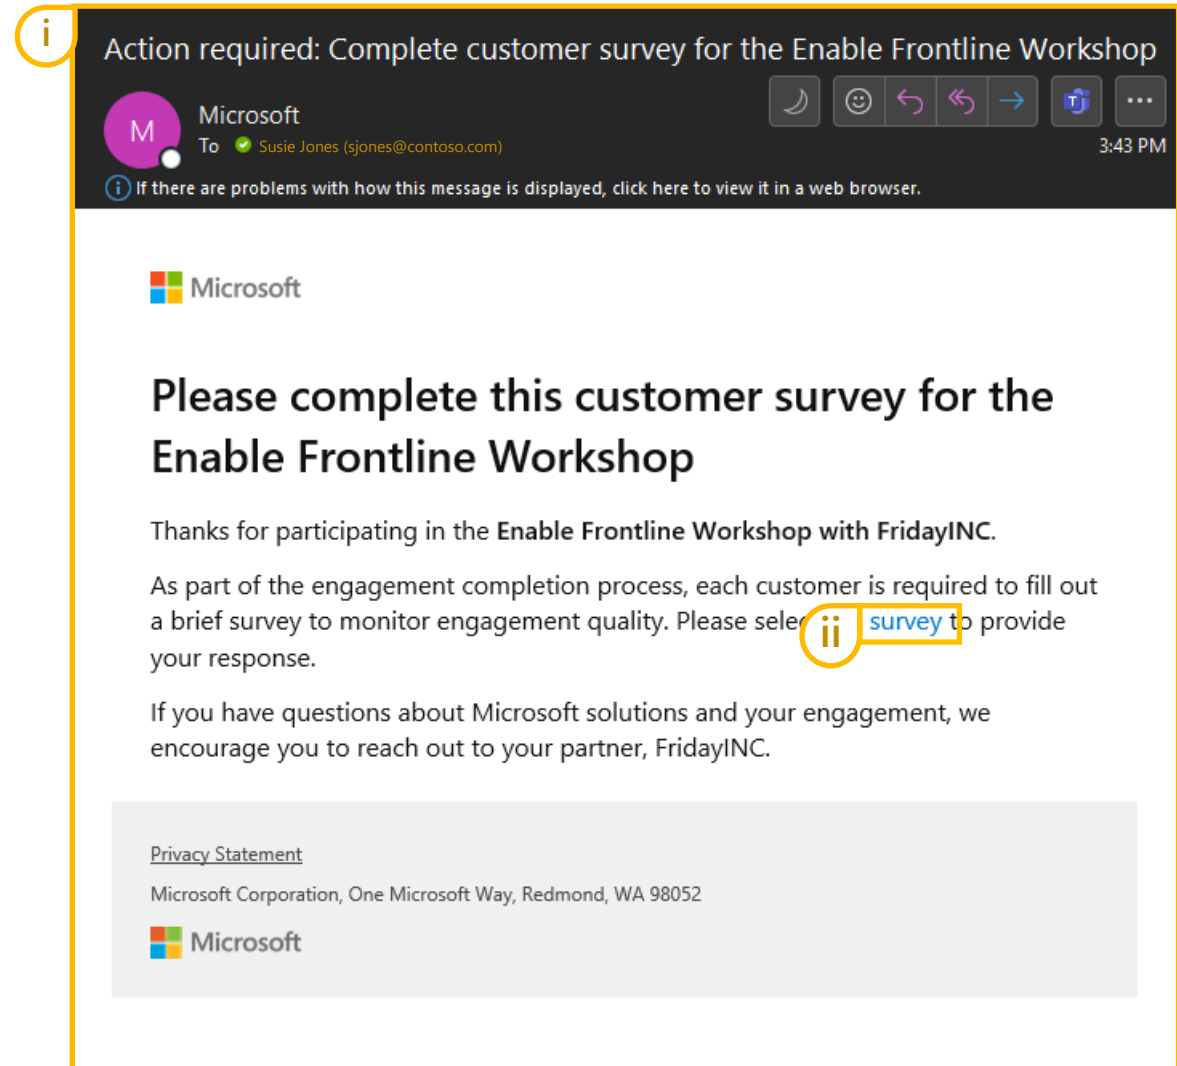 i
Action required: Complete customer survey for the Enable Frontline Workshop
M
Microsoft
To Susie Jones (sjones@contoso.com)
3:43 PM
If there are problems with how this message is displayed, click here to view it in a web browser.
Microsoft
Please complete this customer survey for the
Enable Frontline Workshop
Thanks for participating in the Enable Frontline Workshop with FridayINC.
As part of the engagement completion process, each customer is required to fill out
a brief survey to monitor engagement quality. Please sele ii survey to provide
your response.
If you have questions about Microsoft solutions and your engagement, we
encourage you to reach out to your partner, FridayINC.
Privacy Statement
Microsoft Corporation, One Microsoft Way, Redmond, WA 98052
Microsoft